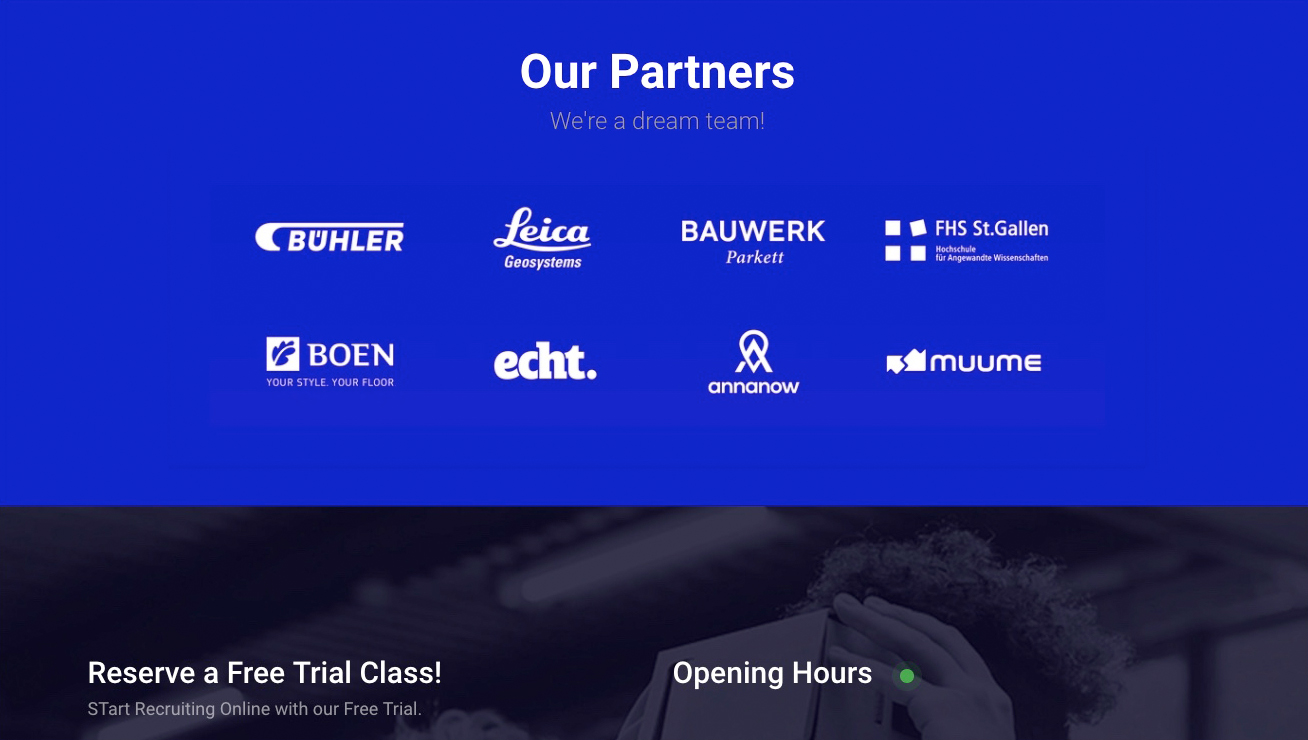 Our Partners
We're a dream team!
BÜHLER
Leica
Geosystems
BAUWERK
Parkett
FHS St.Gallen
Hochschule
für Angewandte Wissenschaften
BOEN
YOUR STYLE. YOUR FLOOR
echt.
annanow
MUUME
Reserve a Free Trial Class!
STart Recruiting Online with our Free Trial.
Opening Hours